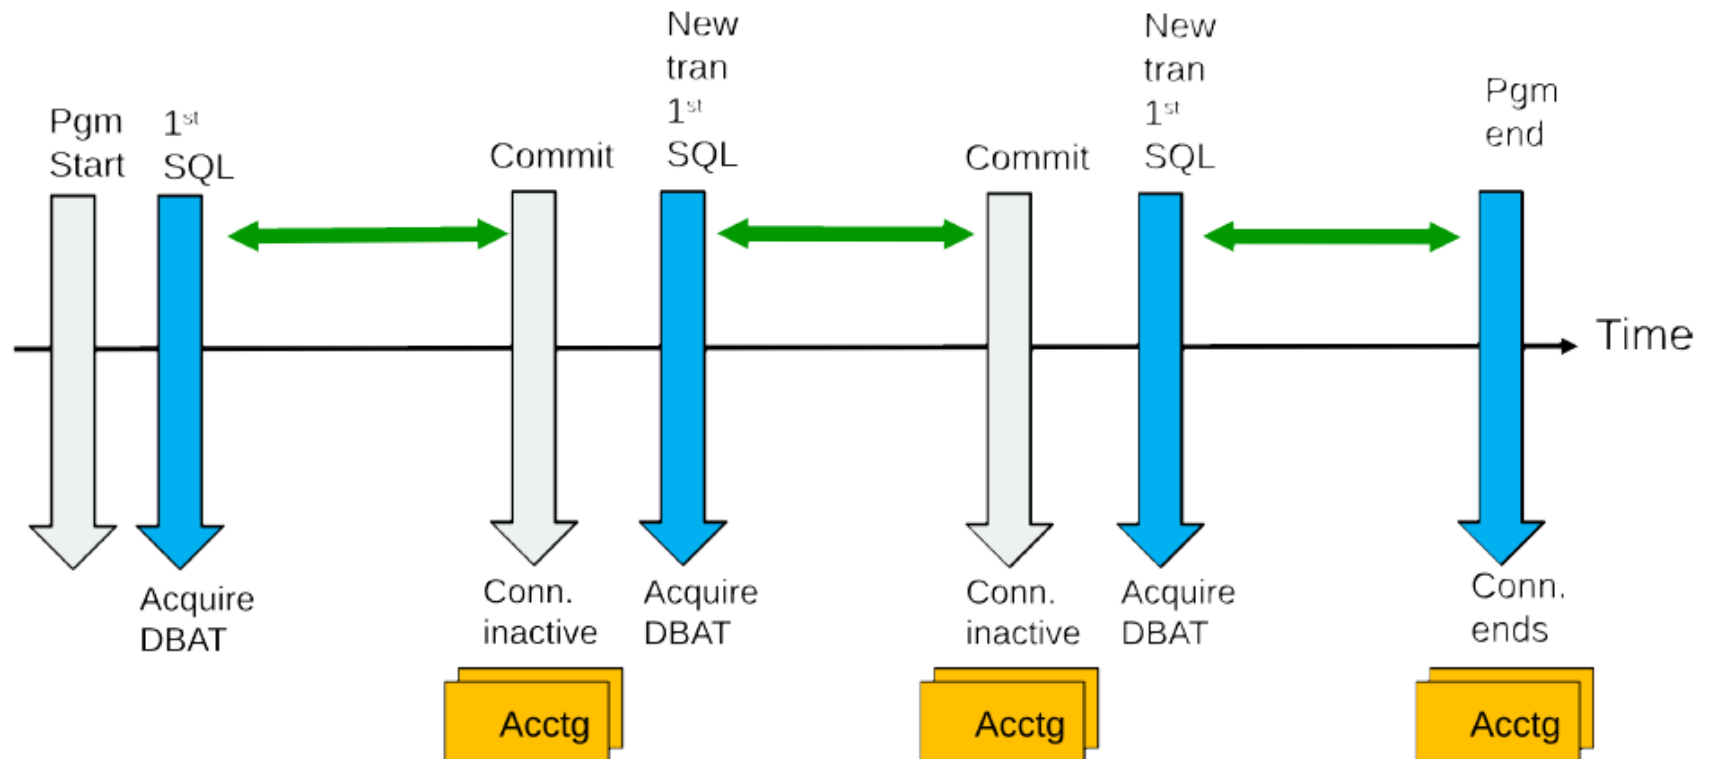 Pgm
Start
1st
SQL
Commit
New
tran
1st
SQL
Commit
New
tran
1st
SQL
Pgm
end
Time
Acquire
DBAT
Conn.
inactive
Acquire
DBAT
Conn.
inactive
Acquire
DBAT
Conn.
ends
Acctg
Acctg
Acctg